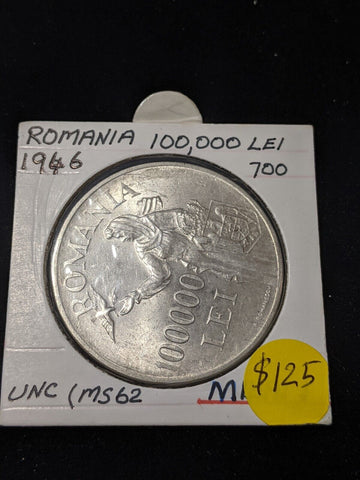 ROMANIA 100,000 LEI
1946 700
ROMANIA
100000
LEI
UNC (MS62
$125